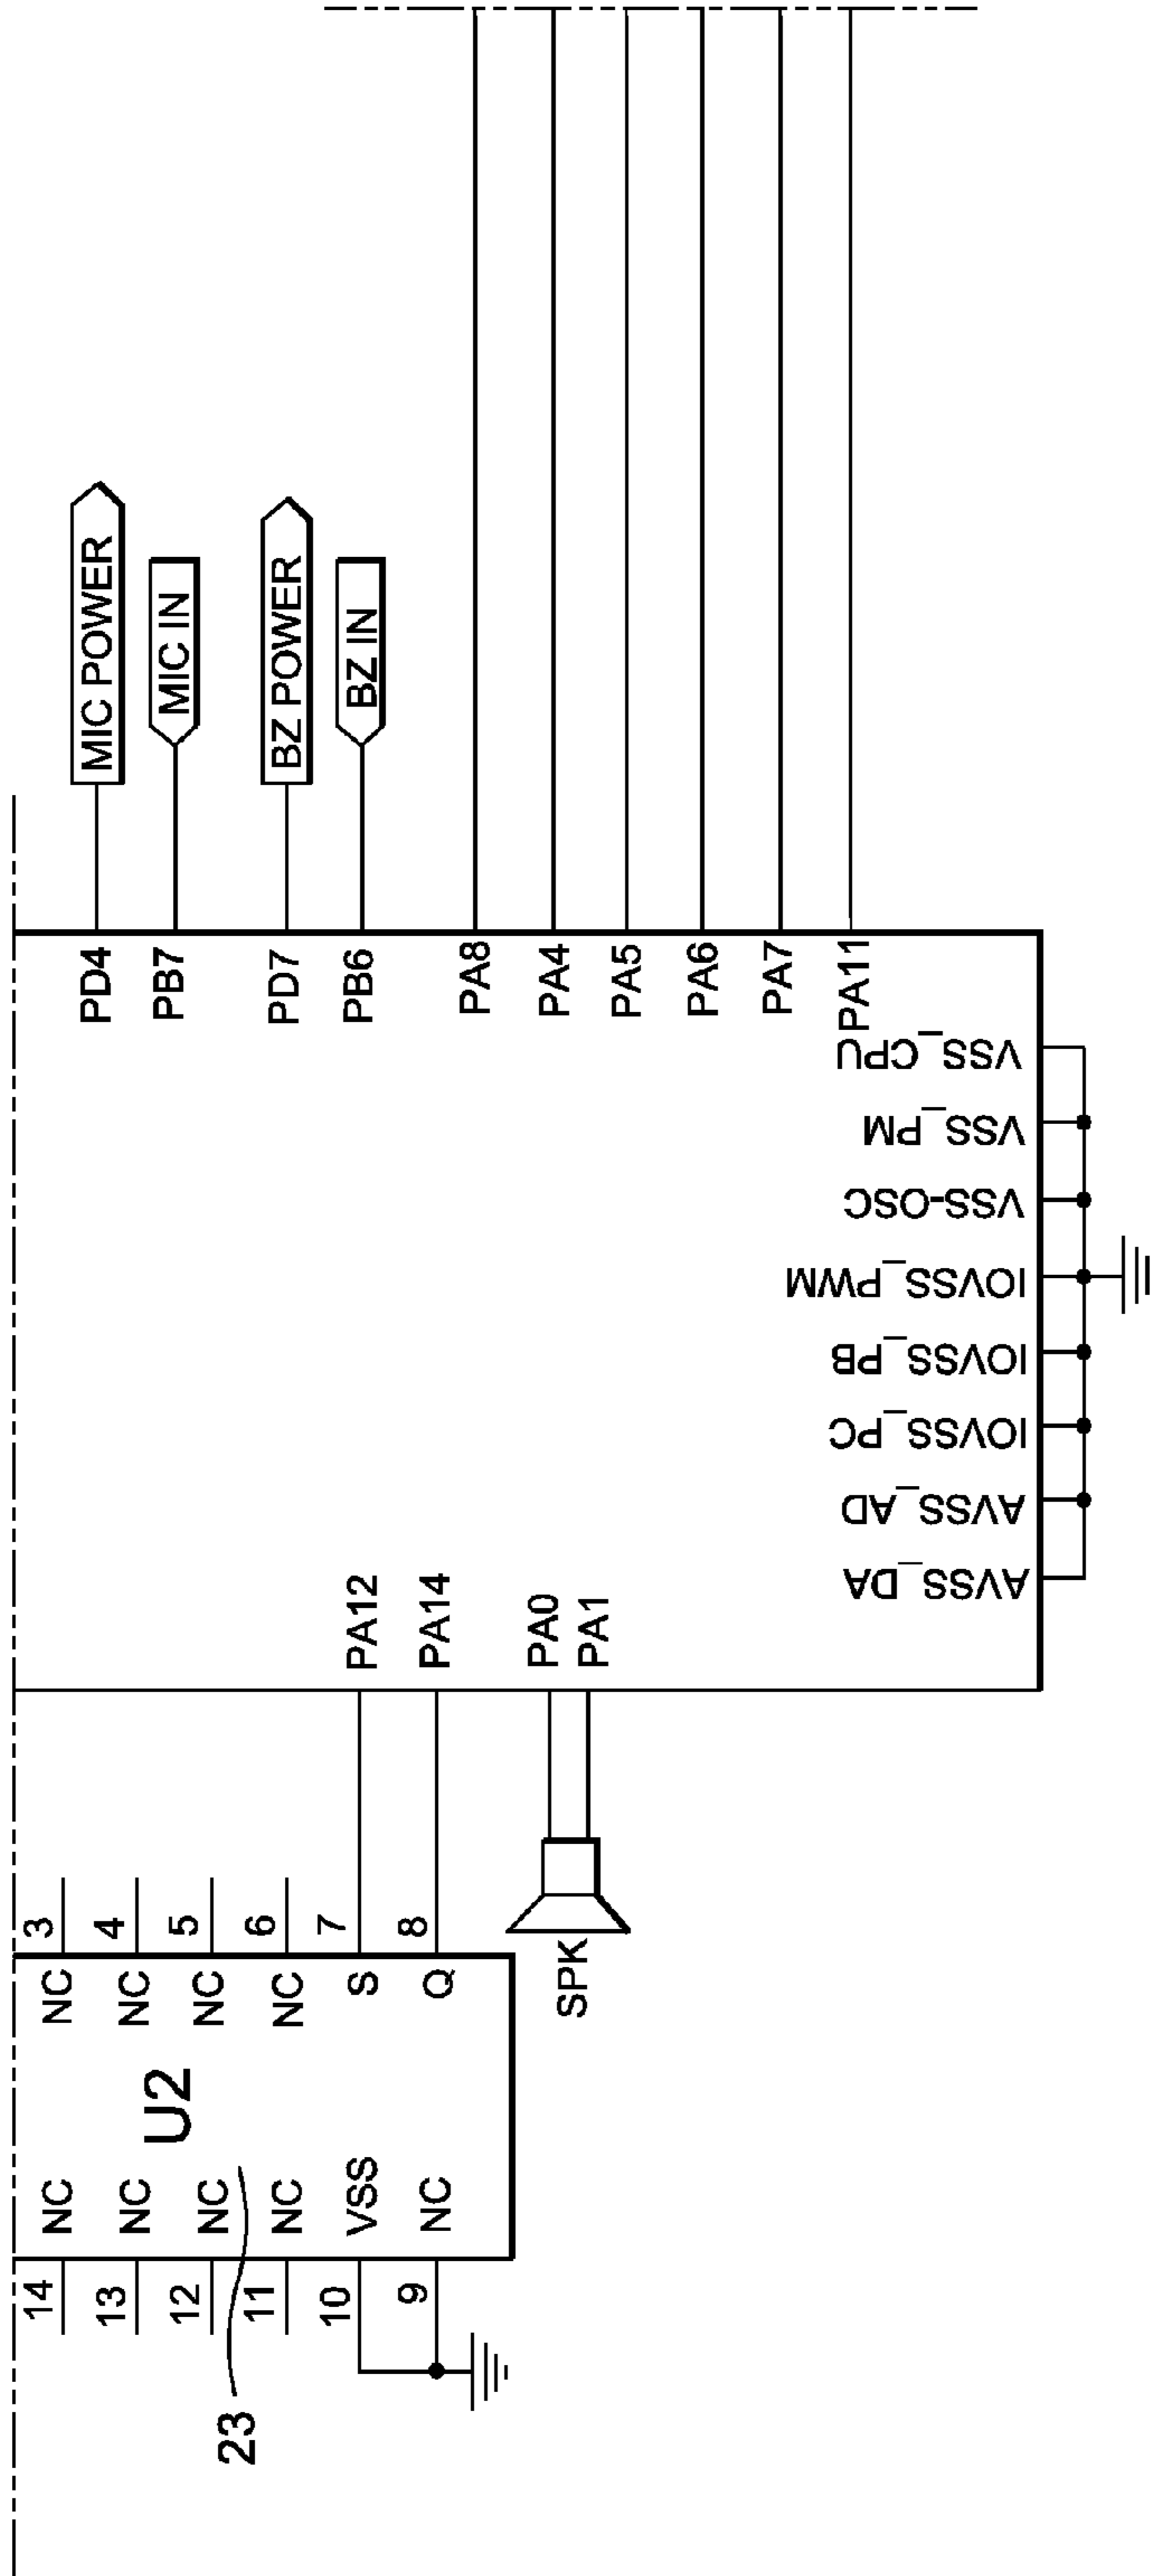 14
13
12
11
10
9
NC
NC
NC
NC
VSS
NC
23
U2
NC
NC
NC
NC
S
Q
3
4
5
6
7
8
SPK
PA12
PA14
PA0
PA1
AVSS_DA
AVSS_AD
IOVSS_PC
IOVSS_PB
IOVSS_PWM
VSS-OSC
VSS_PM
VSS_CPU
PD4
PB7
PD7
PB6
PA8
PA4
PA5
PA6
PA7
PA11
MIC POWER
MIC IN
BZ POWER
BZ IN